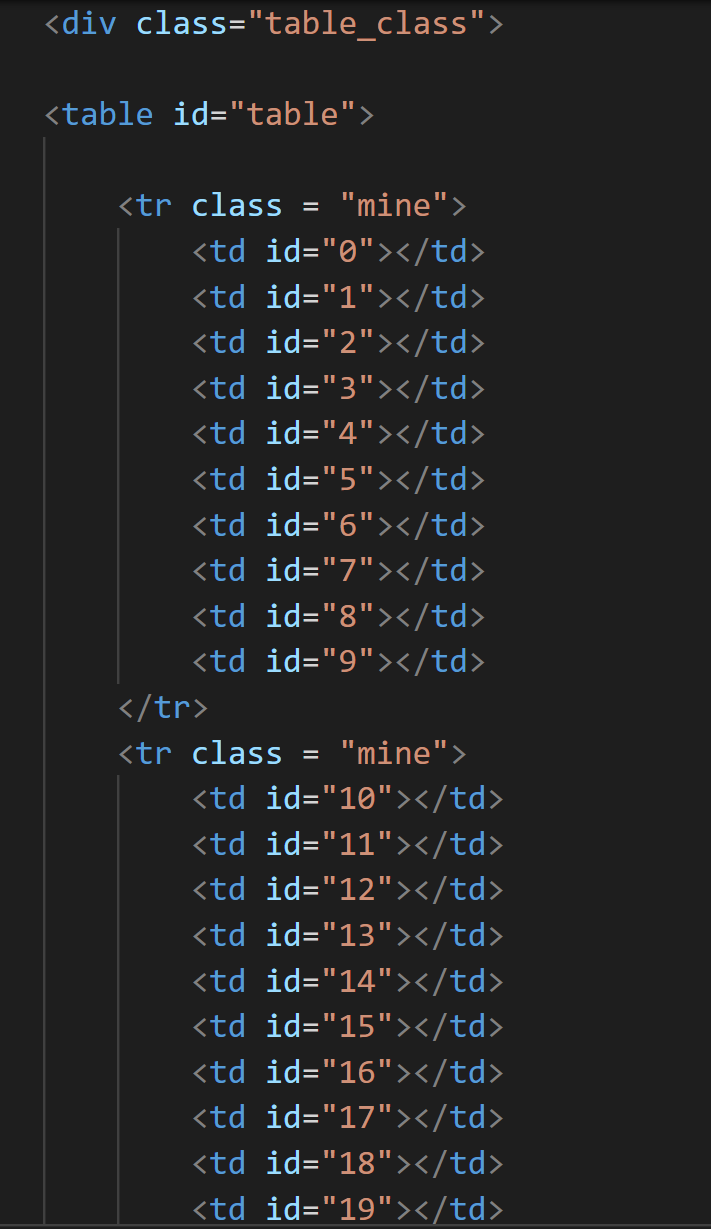 <div class="table_class">
<table id="table">
<tr class = "mine">
<td id="0"></td>
<td id="1"></td>
<td id="2"></td>
<td id="3"></td>
<td id="4"></td>
<td id="5"></td>
<td id="6"></td>
<td id="7"></td>
<td id="8"></td>
<td id="9"></td>
</tr>
<tr class = "mine">
<td id="10"></td>
<td id="11"></td>
<td id="12"></td>
<td id="13"></td>
<td id="14"></td>
<td id="15"></td>
<td id="16"></td>
<td id="17"></td>
<td id="18"></td>
<td id="19"></td>